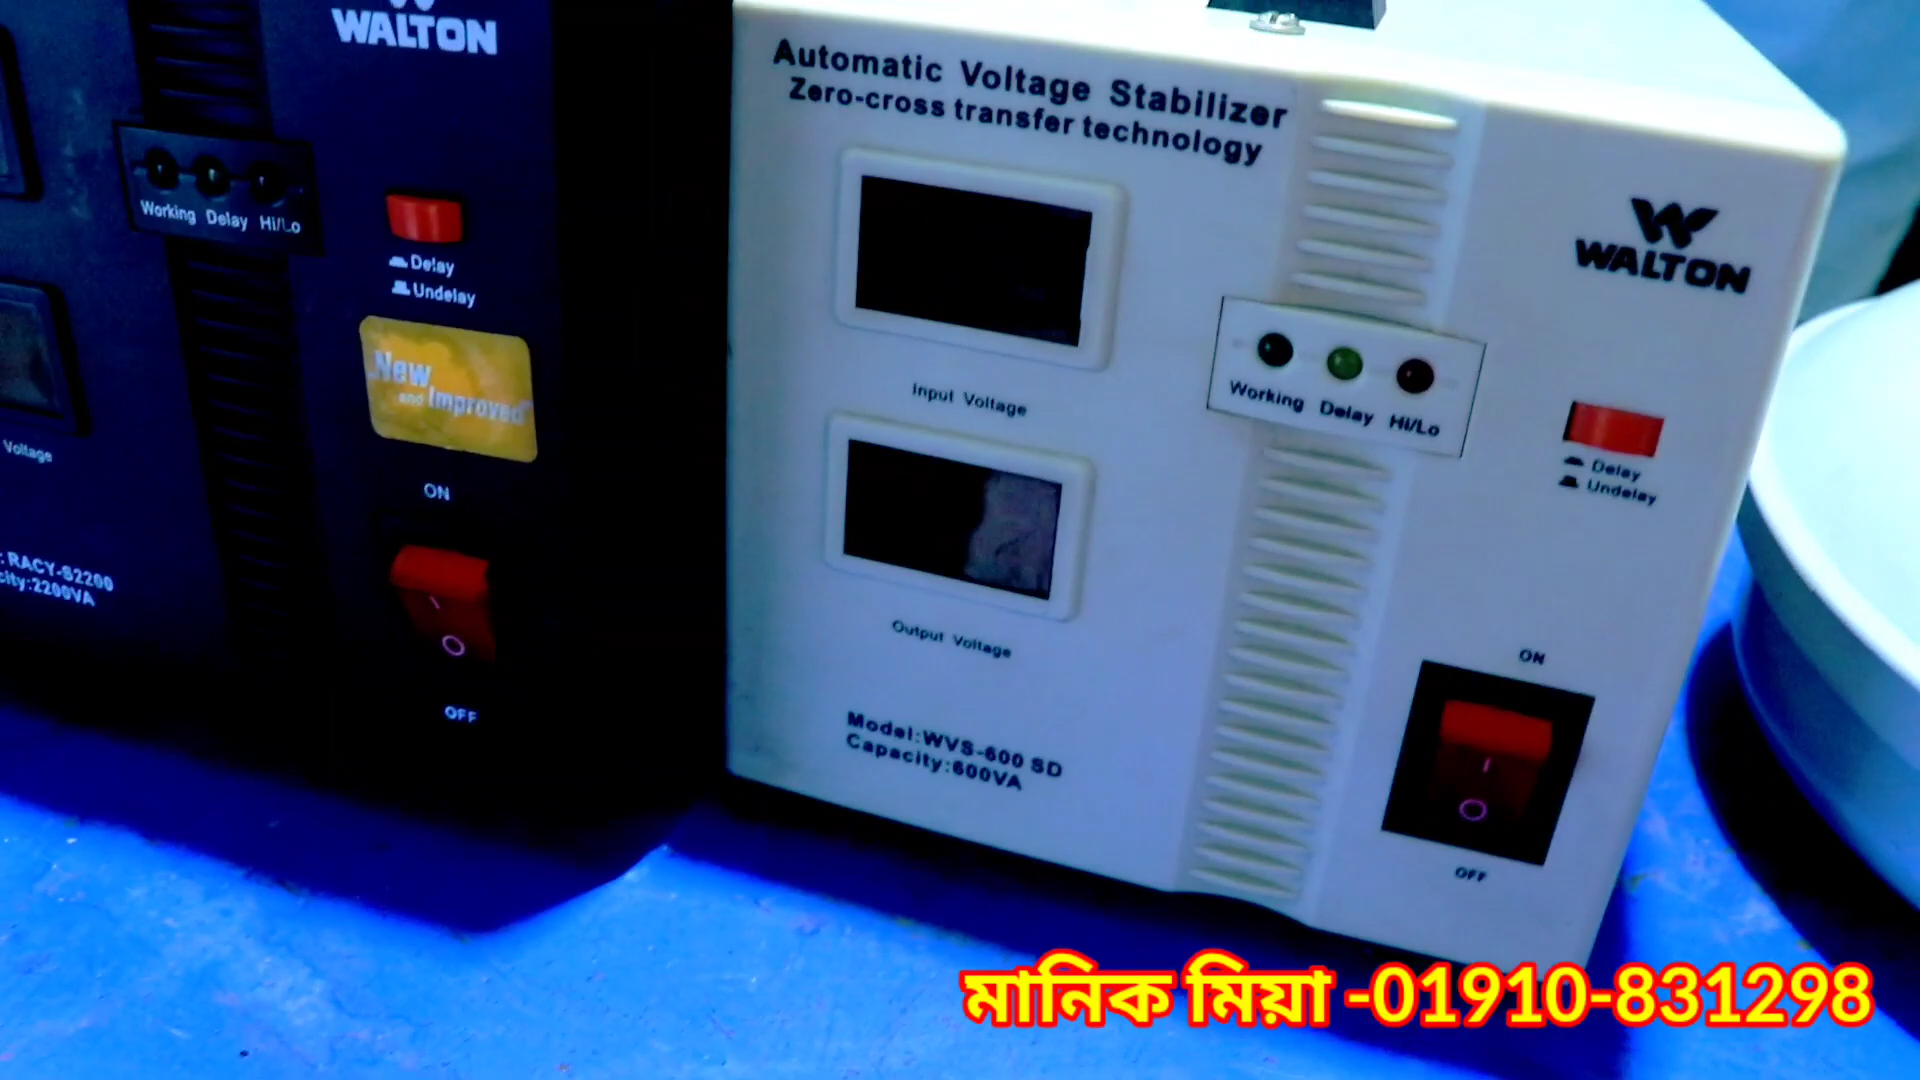 WALTON
Working Delay Hi/Lo
Delay
Undelay
New
and Improved
ON
OFF
Voltage
: RACY-S2200
city:2200VA
Automatic Voltage Stabilizer
Zero-cross transfer technology
WALTON
Input Voltage
Working Delay Hi/Lo
Delay
Undelay
Output Voltage
ON
OFF
Model:WVS-600 SD
Capacity:600VA
মানিক মিয়া -01910-831298